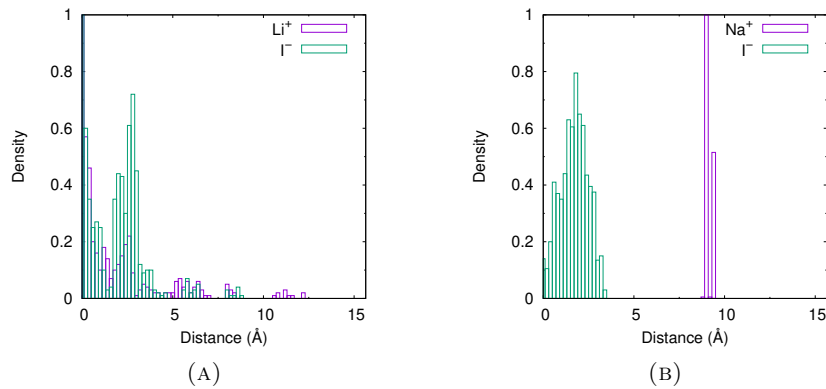 Li⁺
I⁻
Density
1
0.8
0.6
0.4
0.2
0
0 5 10 15
Distance (Å)
(A)
Na⁺
I⁻
Density
1
0.8
0.6
0.4
0.2
0
0 5 10 15
Distance (Å)
(B)